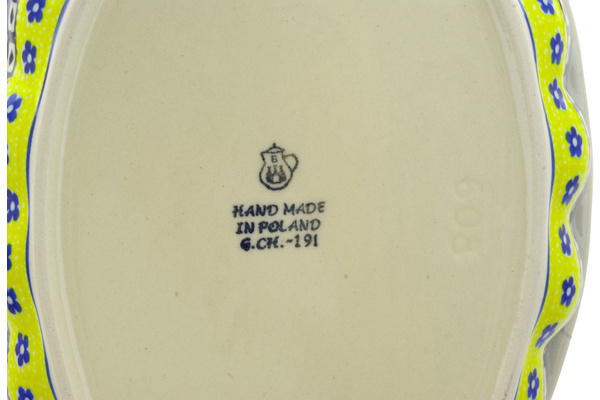 B
HAND MADE
IN POLAND
G.CH.-191